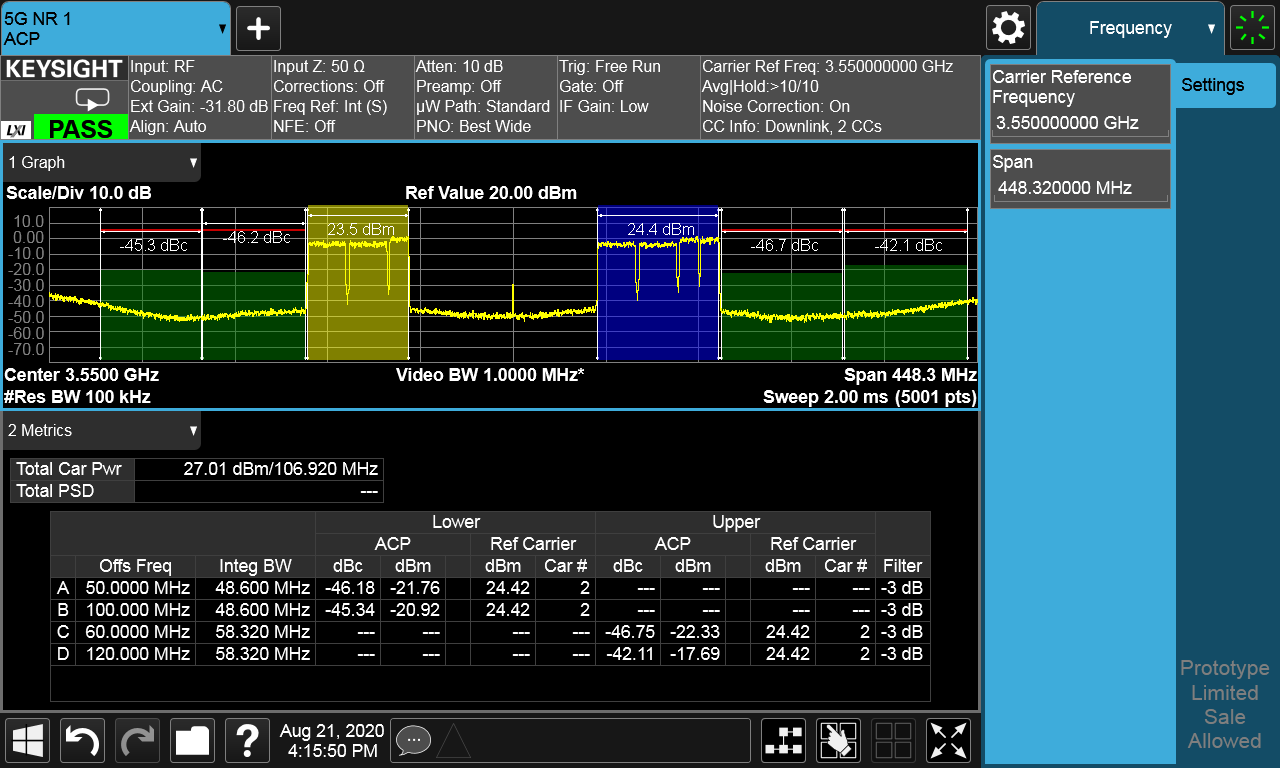 5G NR 1
ACP
Frequency
KEYSIGHT
LXI
PASS
Input: RF
Coupling: AC
Ext Gain: -31.80 dB
Align: Auto
Input Z: 50 Ω
Corrections: Off
Freq Ref: Int (S)
NFE: Off
Atten: 10 dB
Preamp: Off
µW Path: Standard
PNO: Best Wide
Trig: Free Run
Gate: Off
IF Gain: Low
Carrier Ref Freq: 3.550000000 GHz
Avg|Hold:>10/10
Noise Correction: On
CC Info: Downlink, 2 CCs
Carrier Reference
Frequency
3.550000000 GHz
Span
448.320000 MHz
Settings
1 Graph
Scale/Div 10.0 dB
Ref Value 20.00 dBm
10.0
0.00
-10.0
-20.0
-30.0
-40.0
-50.0
-60.0
-70.0
-45.3 dBc
-46.2 dBc
23.5 dBm
24.4 dBm
-46.7 dBc
-42.1 dBc
Center 3.5500 GHz
Video BW 1.0000 MHz*
Span 448.3 MHz
#Res BW 100 kHz
Sweep 2.00 ms (5001 pts)
2 Metrics
Total Car Pwr 27.01 dBm/106.920 MHz
Total PSD ---
Lower Upper
ACP Ref Carrier ACP Ref Carrier
Offs Freq Integ BW dBc dBm dBm Car # dBc dBm dBm Car # Filter
A 50.0000 MHz 48.600 MHz -46.18 -21.76 24.42 2 --- --- --- --- -3 dB
B 100.000 MHz 48.600 MHz -45.34 -20.92 24.42 2 --- --- --- --- -3 dB
C 60.0000 MHz 58.320 MHz --- --- --- --- -46.75 -22.33 24.42 2 -3 dB
D 120.000 MHz 58.320 MHz --- --- --- --- -42.11 -17.69 24.42 2 -3 dB
Prototype
Limited
Sale
Allowed
?
Aug 21, 2020
4:15:50 PM